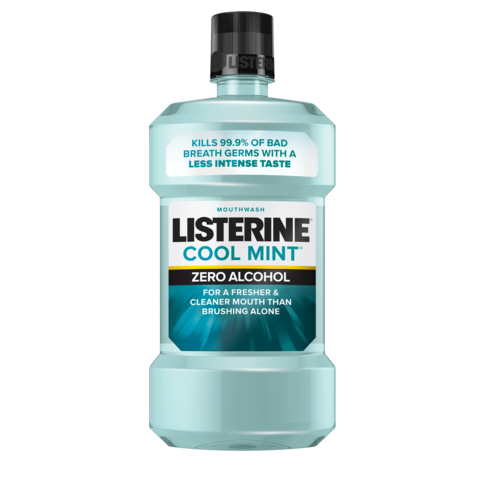 LISTERINE
KILLS 99.9% OF BAD
BREATH GERMS WITH A
LESS INTENSE TASTE
MOUTHWASH
LISTERINE®
COOL MINT®
ZERO ALCOHOL
FOR A FRESHER &
CLEANER MOUTH THAN
BRUSHING ALONE